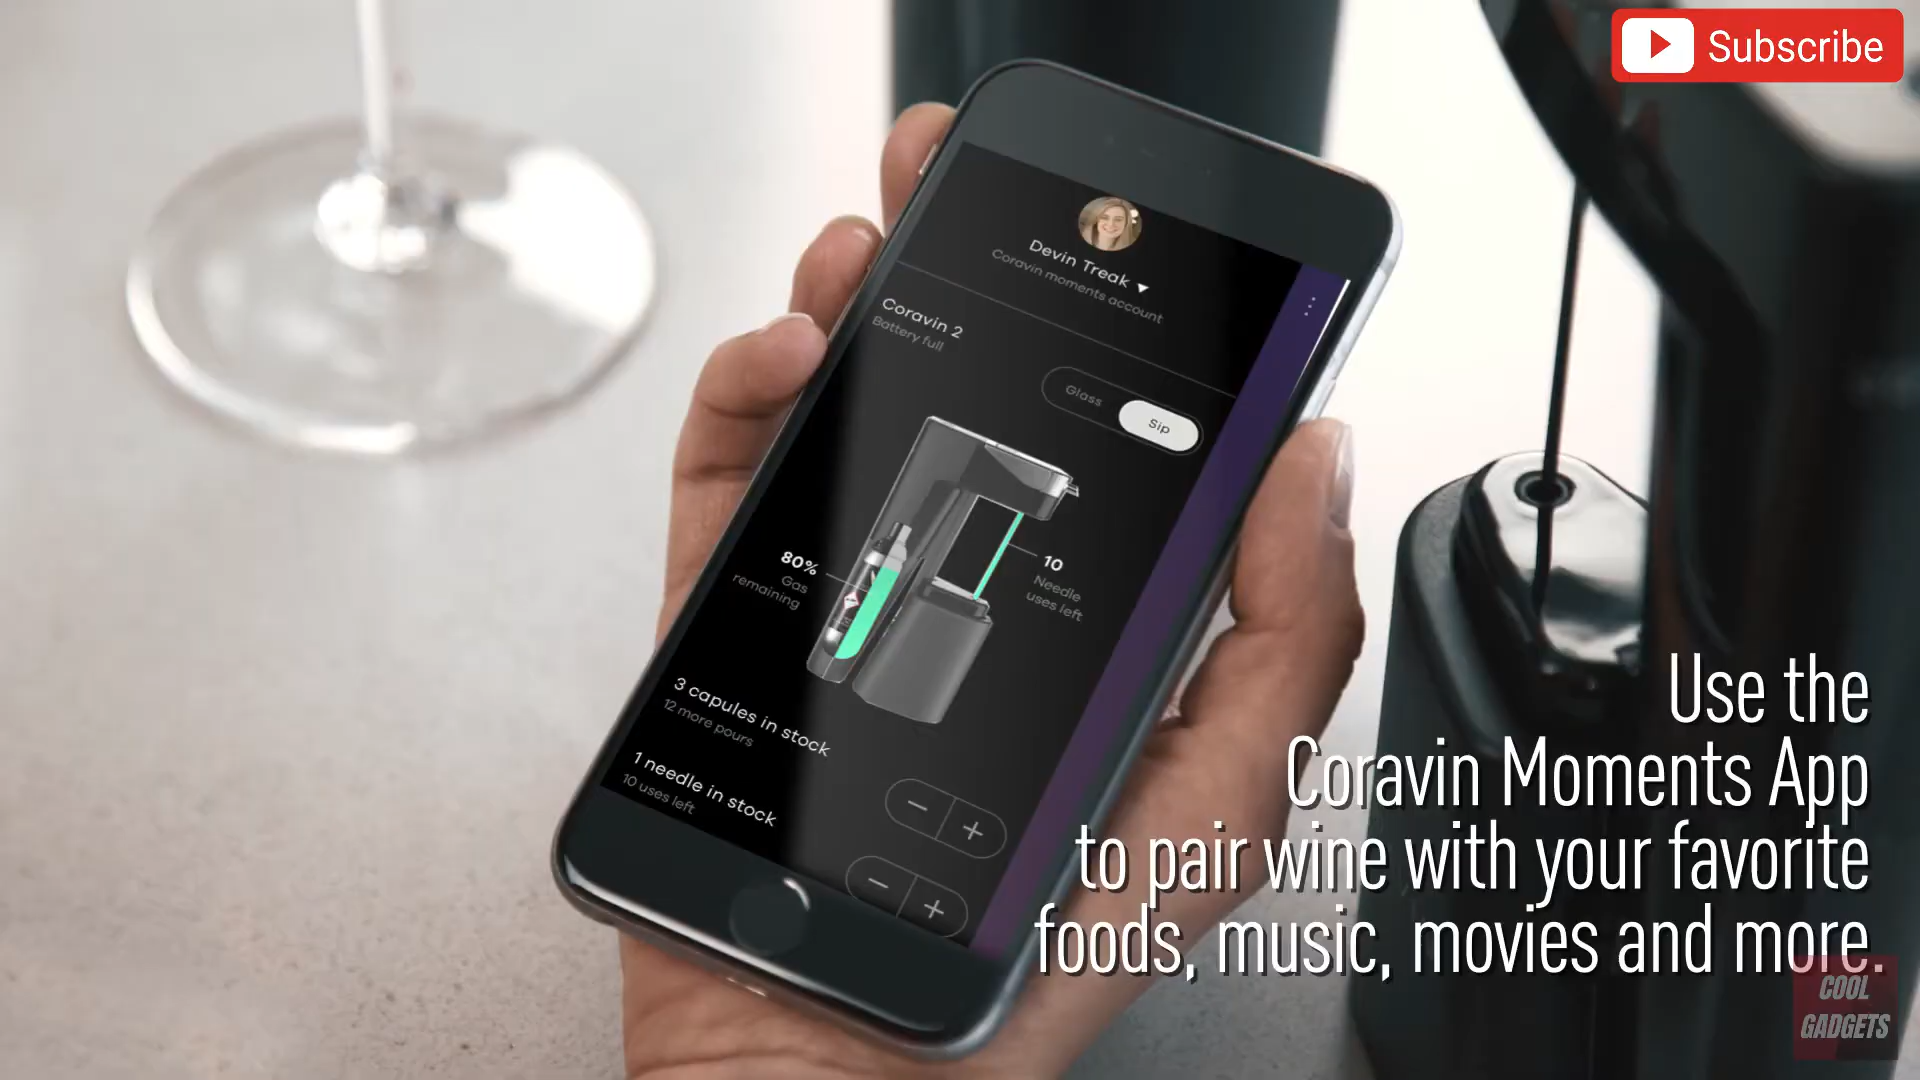 Subscribe
Devin Treak
Coravin moments account
Coravin 2
Battery full
Glass
Sip
80%
Gas
remaining
10
Needle
uses left
3 capules in stock
12 more pours
1 needle in stock
10 uses left
Use the
Coravin Moments App
to pair wine with your favorite
foods, music, movies and more.
COOL
GADGETS